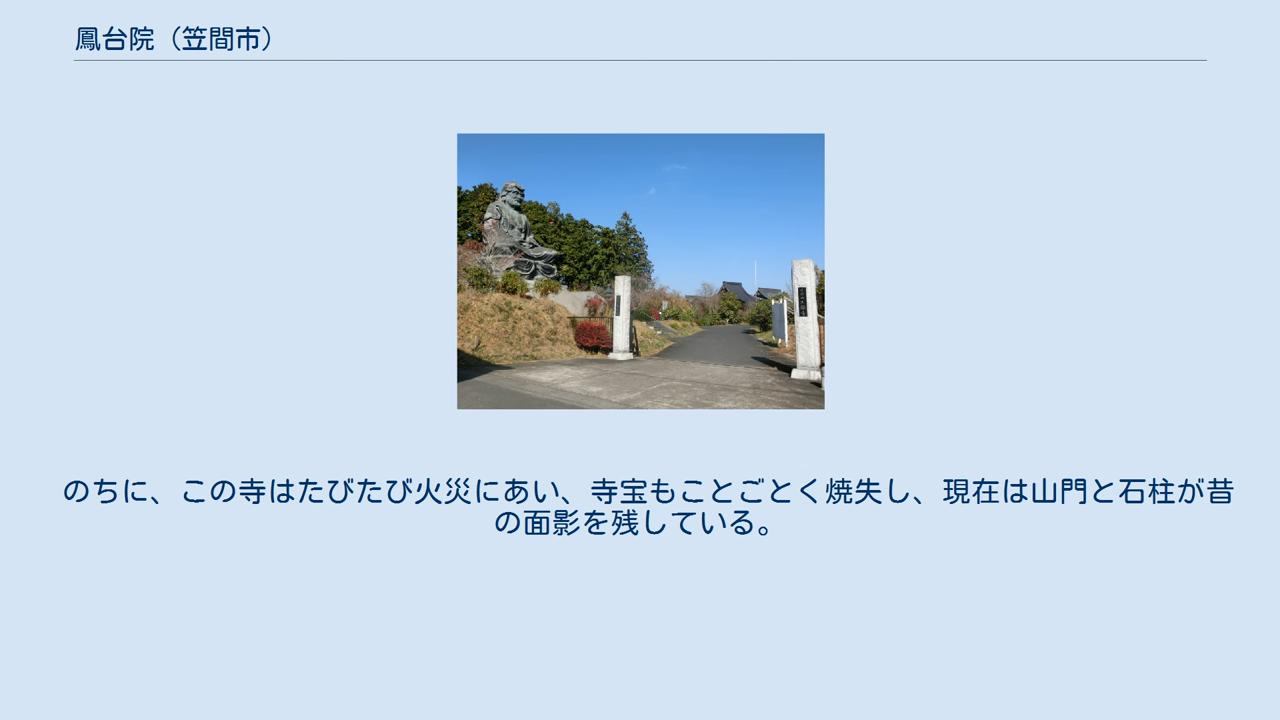 鳳台院（笠間市）
のちに、この寺はたびたび火災にあい、寺宝もことごとく焼失し、現在は山門と石柱が昔
の面影を残している。